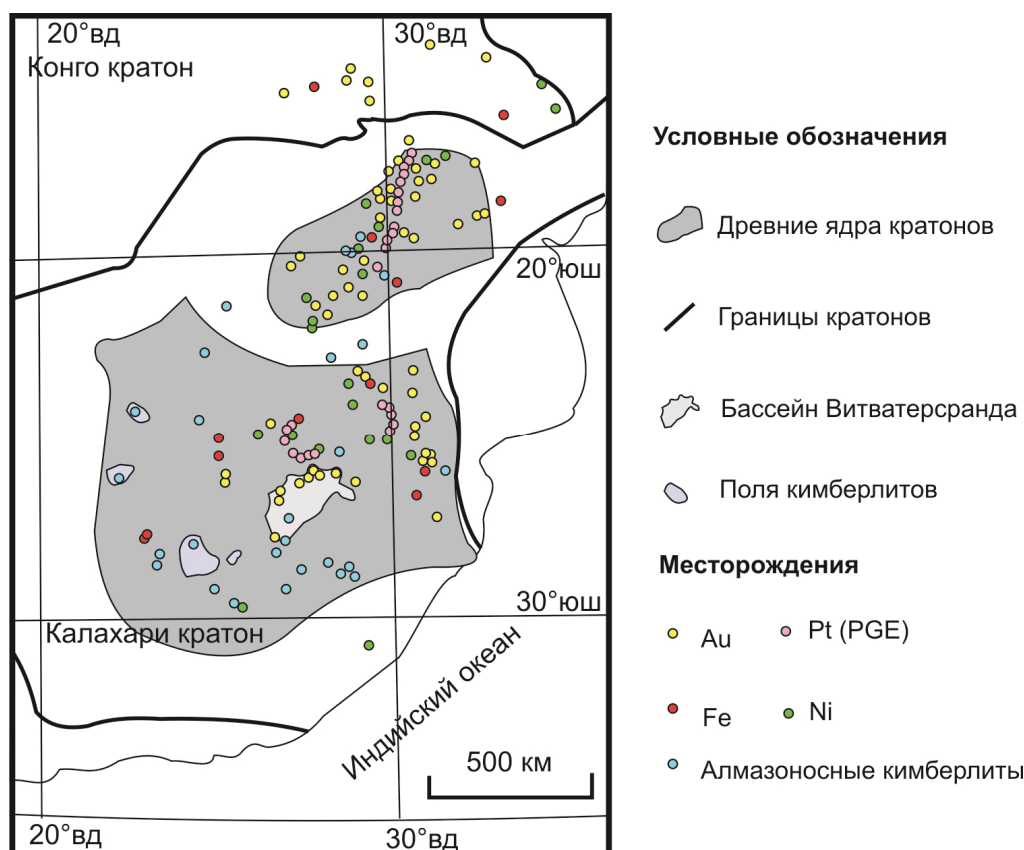 20°вд
30°вд
Конго кратон
20°юш
30°юш
Калахари кратон
Индийский океан
500 км
20°вд
30°вд
Условные обозначения
Древние ядра кратонов
Границы кратонов
Бассейн Витватерсранда
Поля кимберлитов
Месторождения
Au
Pt (PGE)
Fe
Ni
Алмазоносные кимберлиты